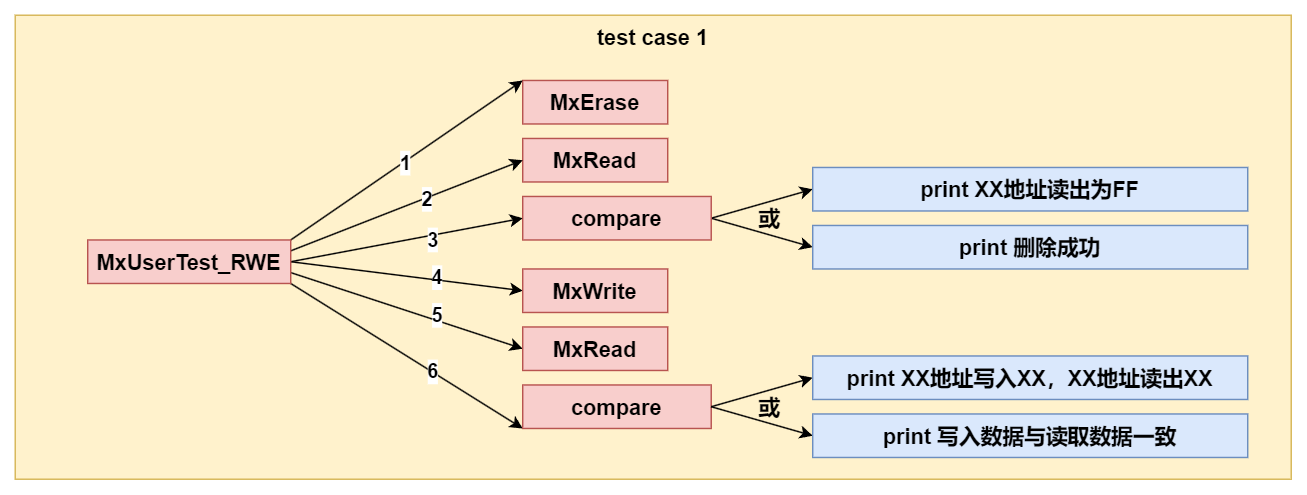 test case 1
MxUserTest_RWE
1
MxErase
2
MxRead
3
compare
或
print XX地址读出为FF
print 删除成功
4
MxWrite
5
MxRead
6
compare
或
print XX地址写入XX，XX地址读出XX
print 写入数据与读取数据一致